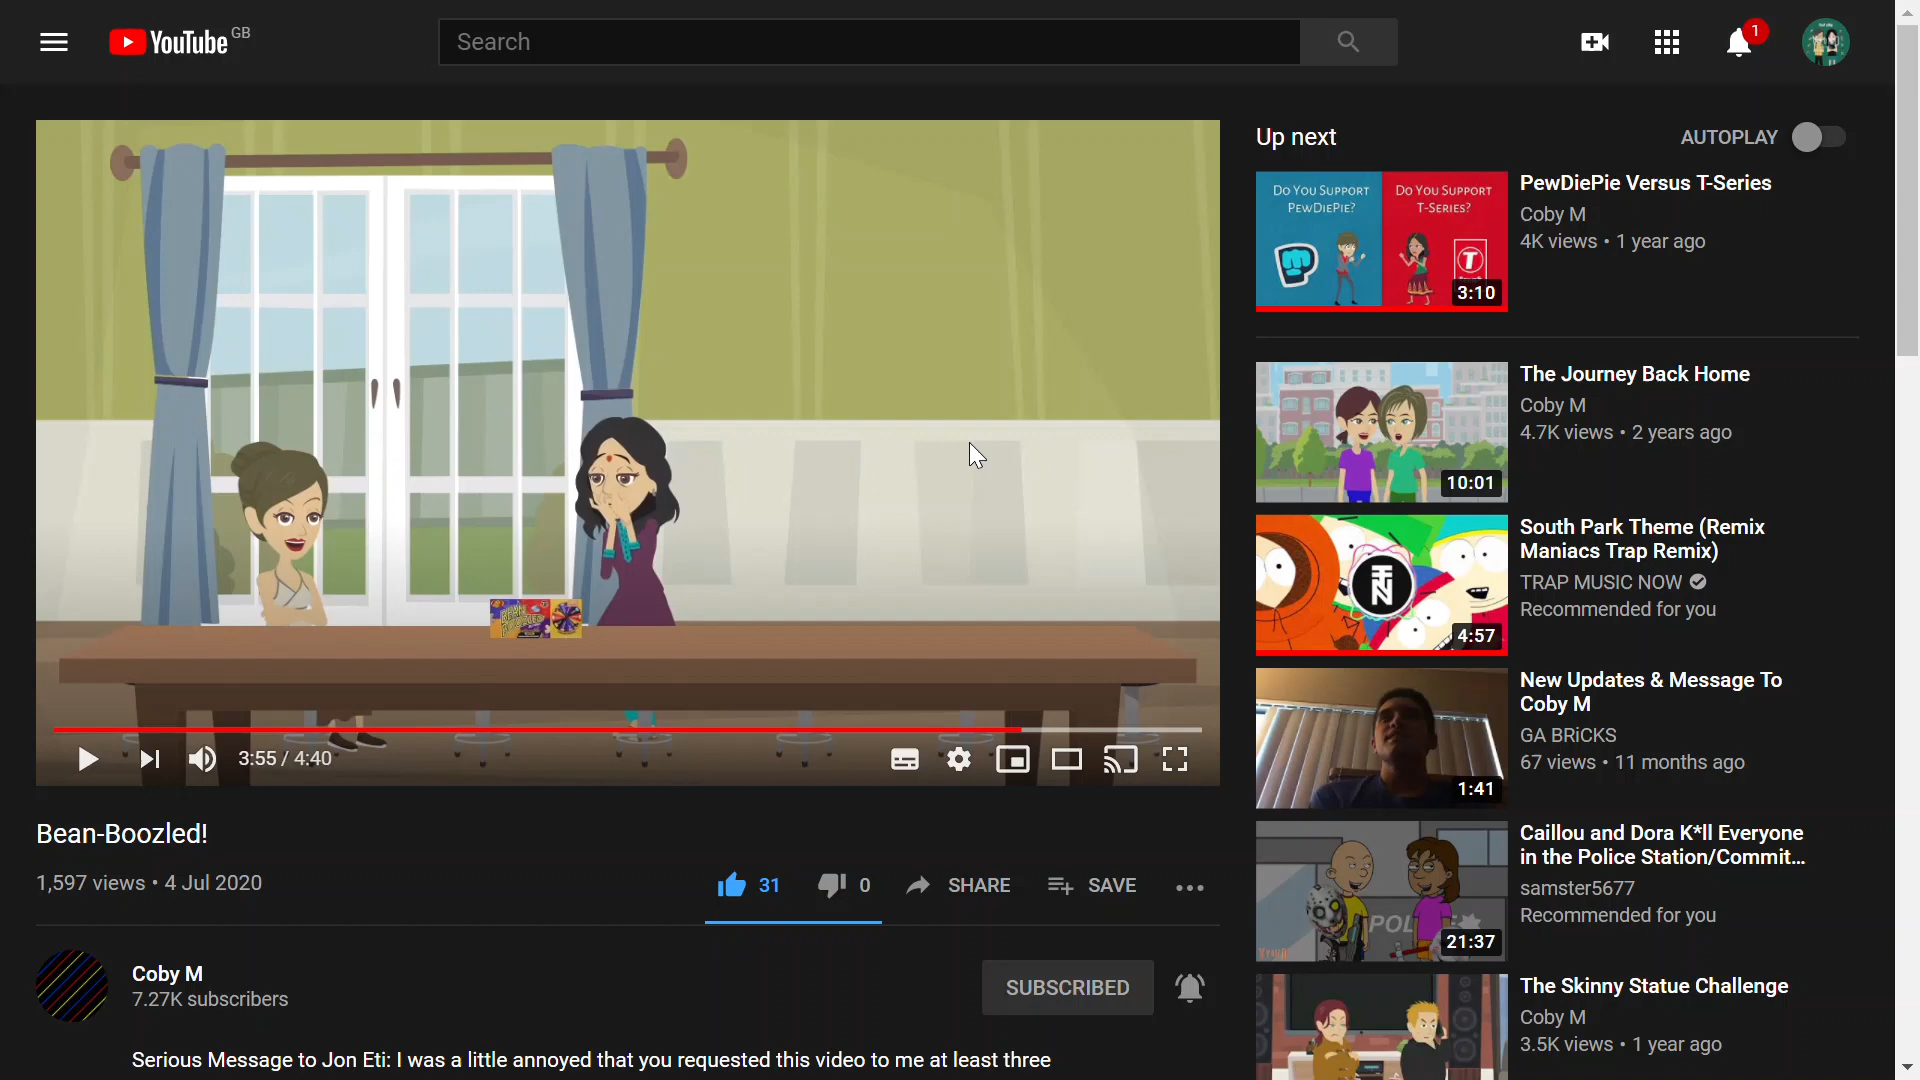 YouTube GB
Search
1
BEAN BOOZLED
3:55 / 4:40
Bean-Boozled!
1,597 views • 4 Jul 2020
31
0
SHARE
SAVE
Coby M
7.27K subscribers
SUBSCRIBED
Serious Message to Jon Eti: I was a little annoyed that you requested this video to me at least three
Up next
AUTOPLAY
Do You Support
PewDiePie?
Do You Support
T-Series?
3:10
PewDiePie Versus T-Series
Coby M
4K views • 1 year ago
10:01
The Journey Back Home
Coby M
4.7K views • 2 years ago
4:57
South Park Theme (Remix
Maniacs Trap Remix)
TRAP MUSIC NOW
Recommended for you
1:41
New Updates & Message To
Coby M
GA BRiCKS
67 views • 11 months ago
21:37
Caillou and Dora K*ll Everyone
in the Police Station/Commit...
samster5677
Recommended for you
The Skinny Statue Challenge
Coby M
3.5K views • 1 year ago